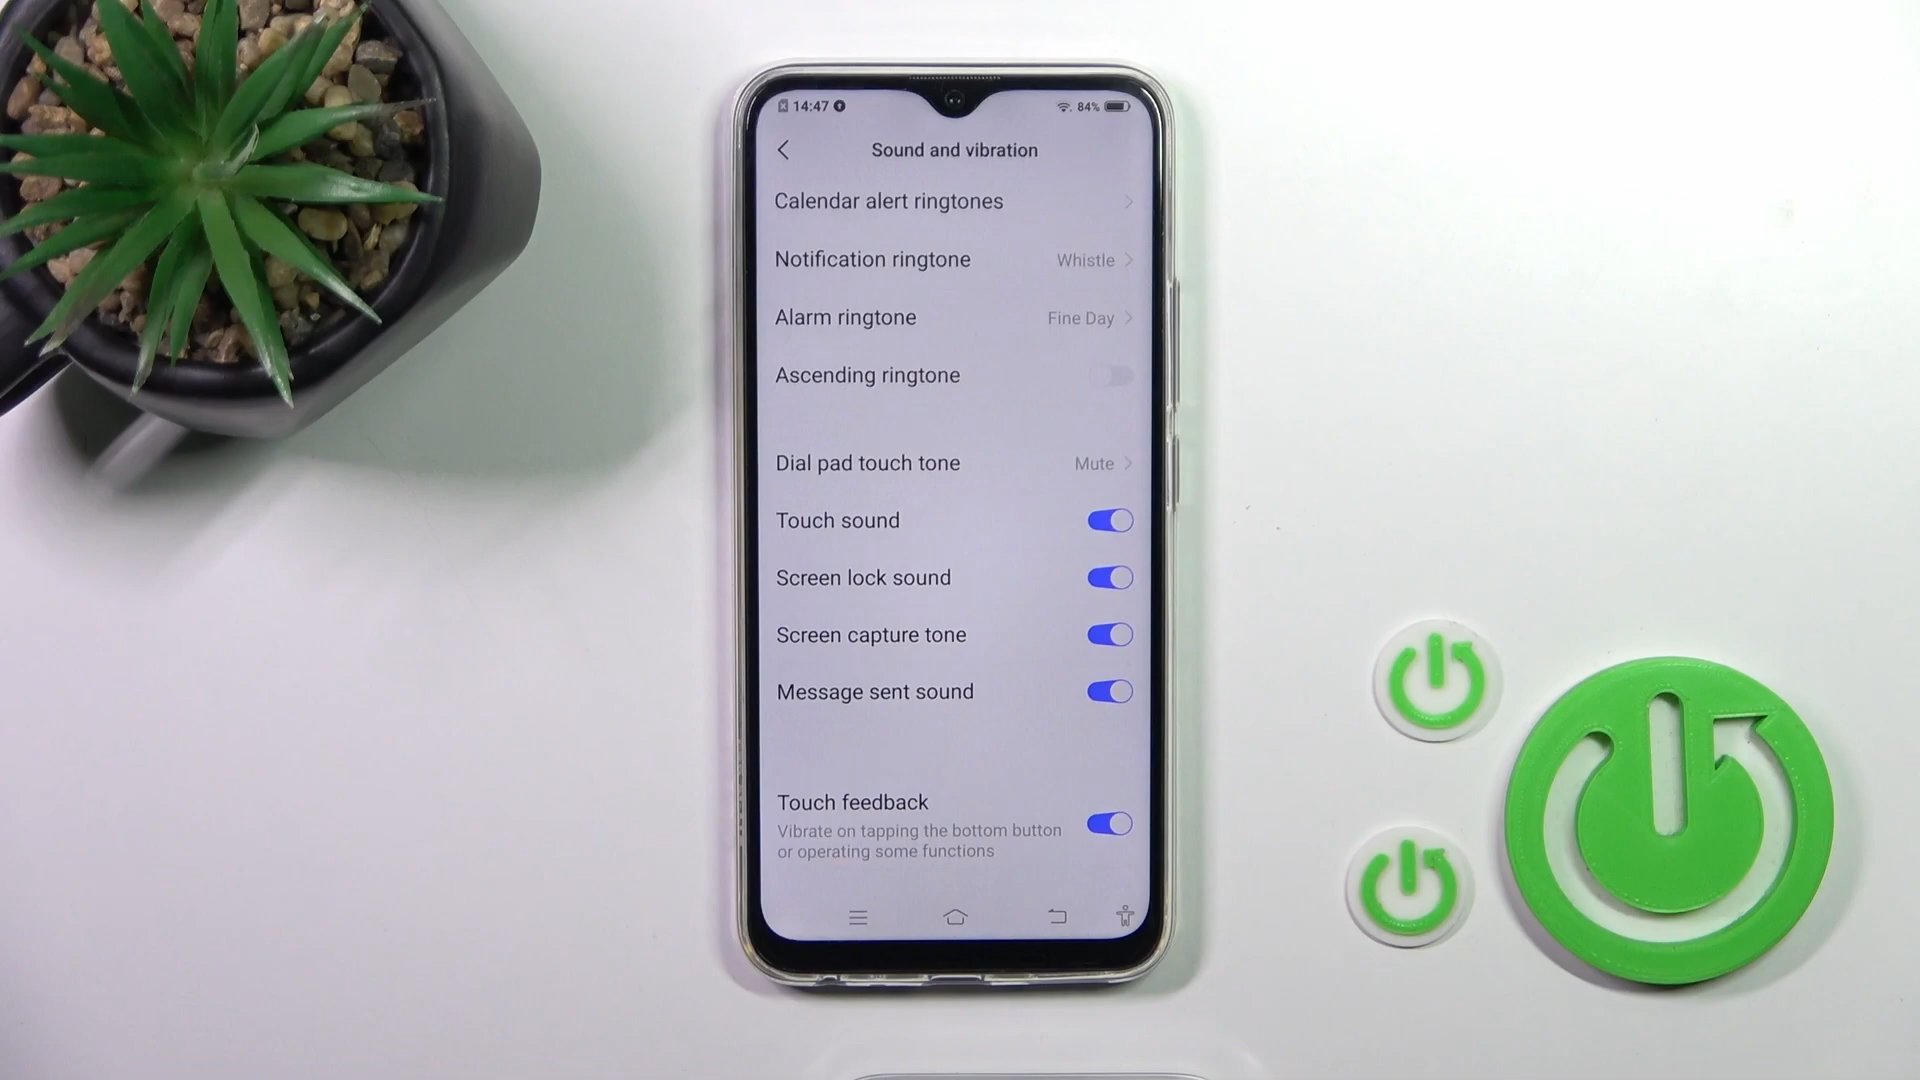 14:47 84%
Sound and vibration
Calendar alert ringtones
Notification ringtone Whistle
Alarm ringtone Fine Day
Ascending ringtone
Dial pad touch tone Mute
Touch sound
Screen lock sound
Screen capture tone
Message sent sound
Touch feedback
Vibrate on tapping the bottom button
or operating some functions